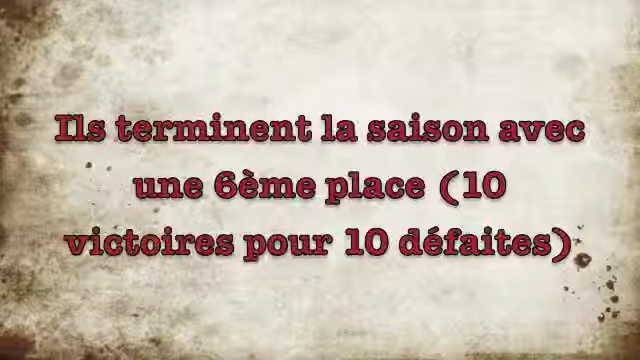 Ils terminent la saison avec
une 6ème place (10
victoires pour 10 défaites)